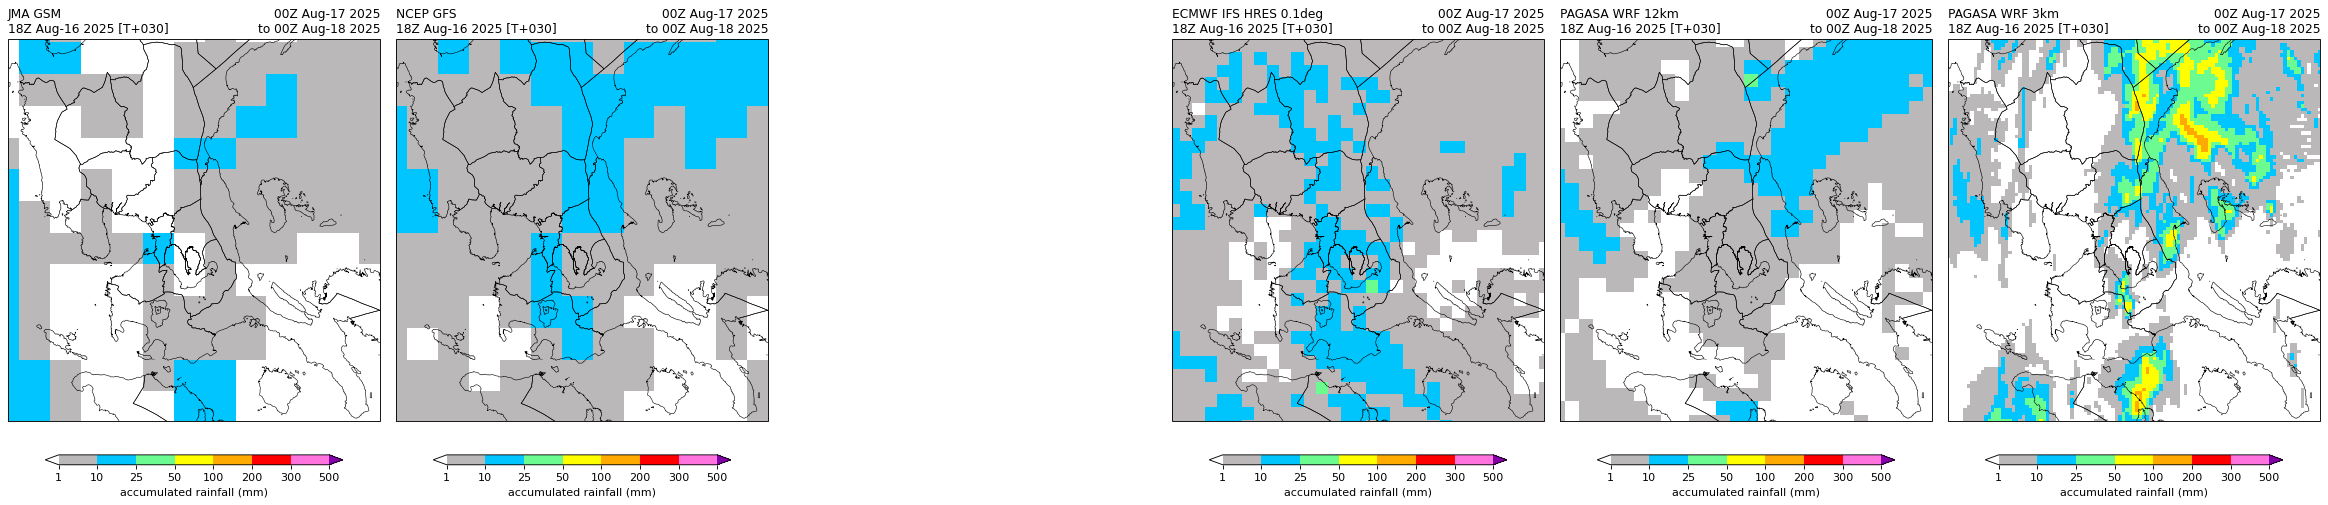 JMA GSM 00Z Aug-17 2025
18Z Aug-16 2025 [T+030] to 00Z Aug-18 2025
1 10 25 50 100 200 300 500
accumulated rainfall (mm)
NCEP GFS 00Z Aug-17 2025
18Z Aug-16 2025 [T+030] to 00Z Aug-18 2025
1 10 25 50 100 200 300 500
accumulated rainfall (mm)
ECMWF IFS HRES 0.1deg 00Z Aug-17 2025
18Z Aug-16 2025 [T+030] to 00Z Aug-18 2025
1 10 25 50 100 200 300 500
accumulated rainfall (mm)
PAGASA WRF 12km 00Z Aug-17 2025
18Z Aug-16 2025 [T+030] to 00Z Aug-18 2025
1 10 25 50 100 200 300 500
accumulated rainfall (mm)
PAGASA WRF 3km 00Z Aug-17 2025
18Z Aug-16 2025 [T+030] to 00Z Aug-18 2025
1 10 25 50 100 200 300 500
accumulated rainfall (mm)